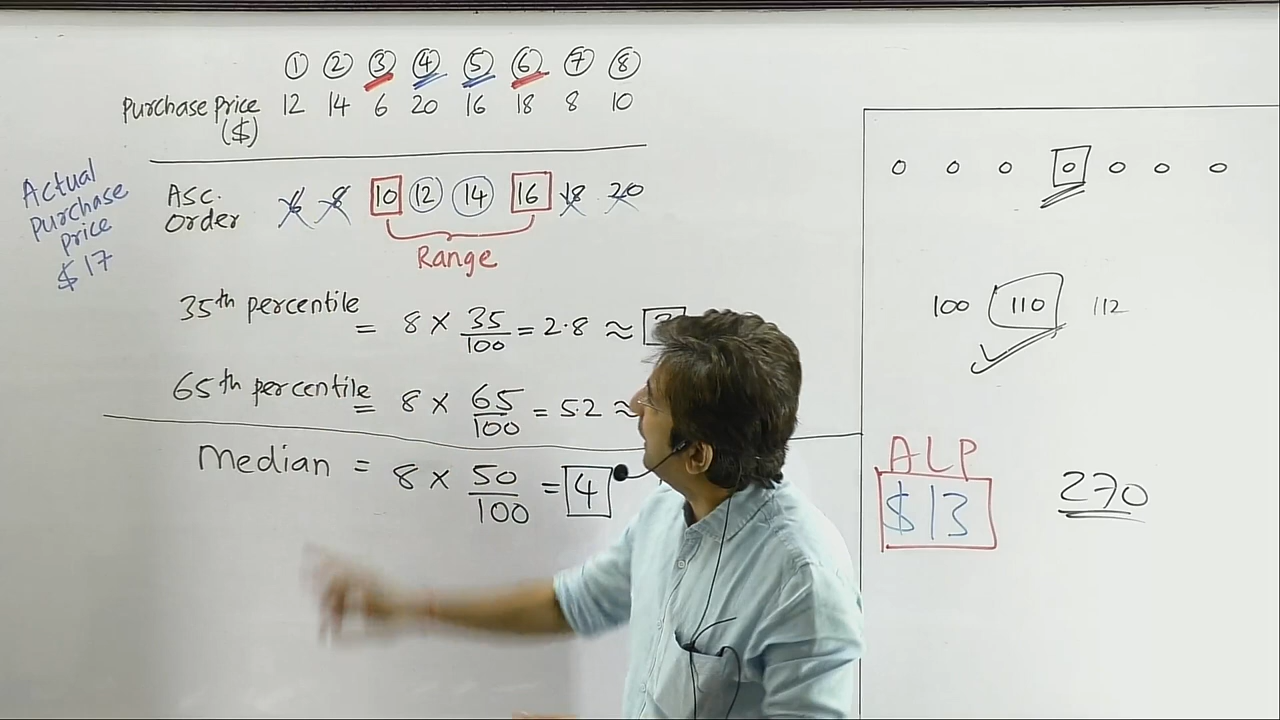 ① ② ③ ④ ⑤ ⑥ ⑦ ⑧
Purchase Price ($) 12 14 6 20 16 18 8 10
Actual Purchase Price $17
Asc. Order 6 8 10 12 14 16 18 20
Range
35th percentile = 8 × 35/100 = 2.8 ≈
65th percentile = 8 × 65/100 = 5.2 ≈
Median = 8 × 50/100 = 4
0 0 0 0 0 0 0
100 110 112
ALP
$13
270